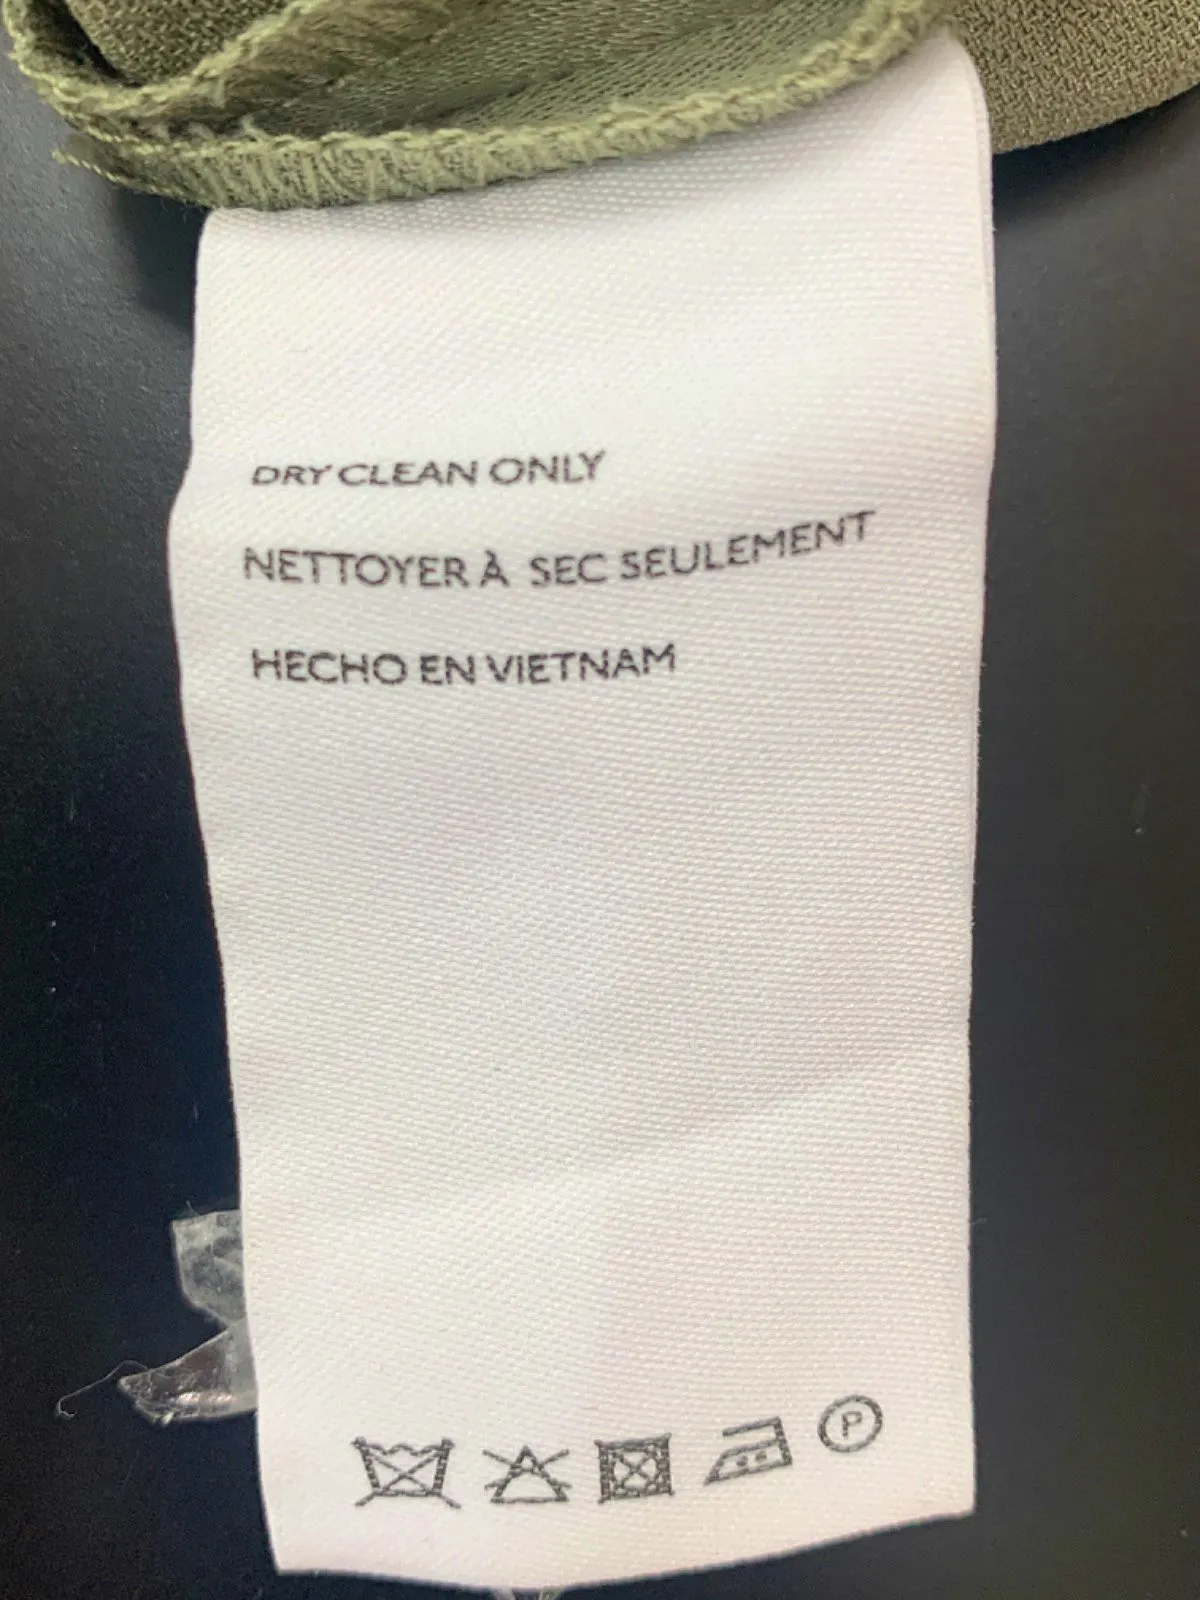 DRY CLEAN ONLY
NETTOYER À SEC SEULEMENT
HECHO EN VIETNAM
P